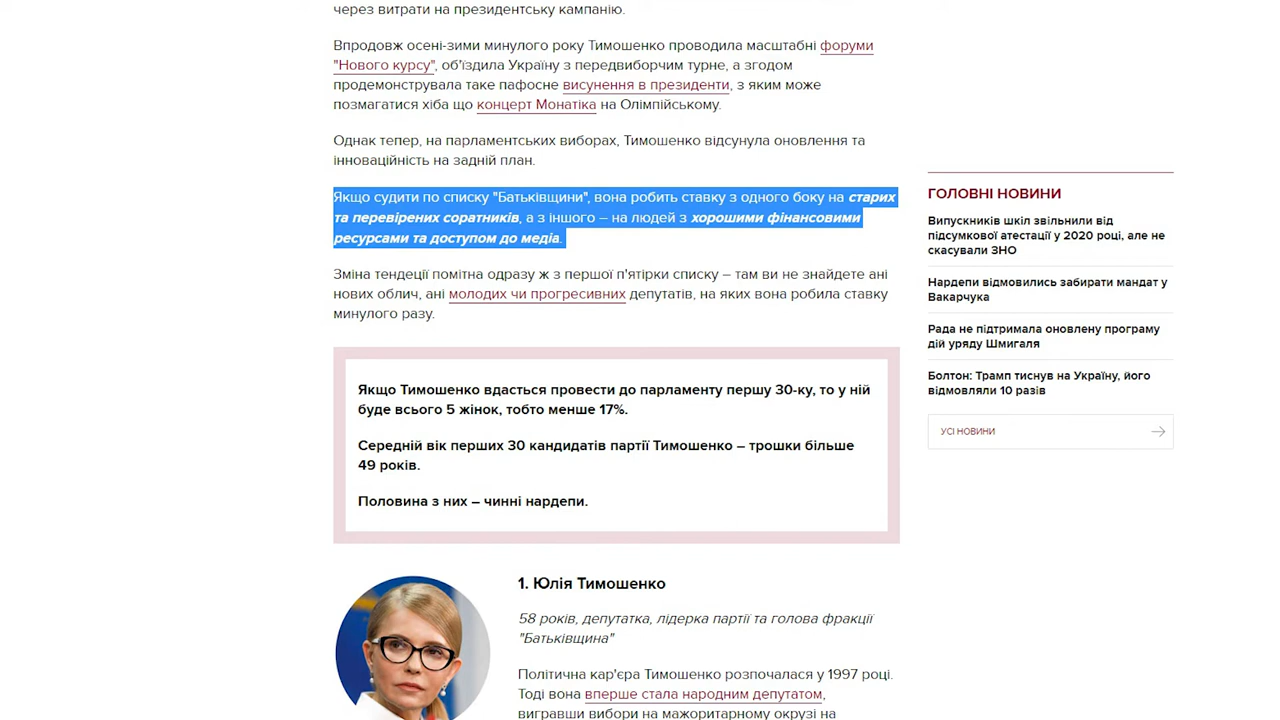 через витрати на президентську кампанію.
Впродовж осені-зими минулого року Тимошенко проводила масштабні форуми
"Нового курсу", об'їздила Україну з передвиборчим турне, а згодом
продемонструвала таке пафосне висунення в президенти, з яким може
позмагатися хіба що концерт Монатіка на Олімпійському.
Однак тепер, на парламентських виборах, Тимошенко відсунула оновлення та
інноваційність на задній план.
Якщо судити по списку "Батьківщини", вона робить ставку з одного боку на старих
та перевірених соратників, а з іншого – на людей з хорошими фінансовими
ресурсами та доступом до медіа.
Зміна тенденції помітна одразу ж з першої п'ятірки списку – там ви не знайдете ані
нових облич, ані молодих чи прогресивних депутатів, на яких вона робила ставку
минулого разу.
Якщо Тимошенко вдасться провести до парламенту першу 30-ку, то у ній
буде всього 5 жінок, тобто менше 17%.
Середній вік перших 30 кандидатів партії Тимошенко – трошки більше
49 років.
Половина з них – чинні нардепи.
1. Юлія Тимошенко
58 років, депутатка, лідерка партії та голова фракції
"Батьківщина"
Політична кар'єра Тимошенко розпочалася у 1997 році.
Тоді вона вперше стала народним депутатом,
вигравши вибори на мажоритарному окрузі на
ГОЛОВНІ НОВИНИ
Випускників шкіл звільнили від
підсумкової атестації у 2020 році, але не
скасували ЗНО
Нардепи відмовились забирати мандат у
Вакарчука
Рада не підтримала оновлену програму
дій уряду Шмигаля
Болтон: Трамп тиснув на Україну, його
відмовляли 10 разів
УСІ НОВИНИ